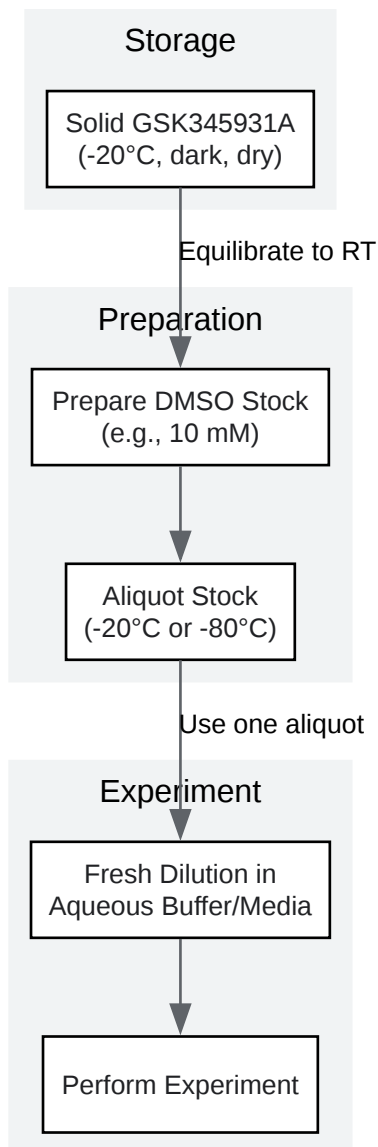 Storage
Solid GSK345931A
(-20°C, dark, dry)
Equilibrate to RT
Preparation
Prepare DMSO Stock
(e.g., 10 mM)
Aliquot Stock
(-20°C or -80°C)
Use one aliquot
Experiment
Fresh Dilution in
Aqueous Buffer/Media
Perform Experiment